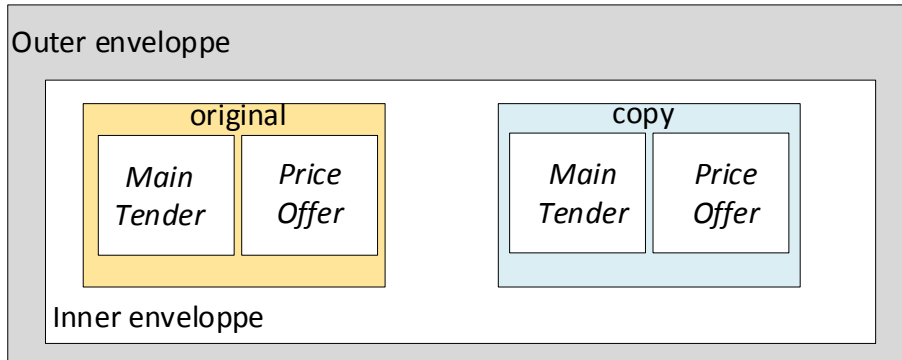 Outer enveloppe
original
Main
Tender
Price
Offer
copy
Main
Tender
Price
Offer
Inner enveloppe